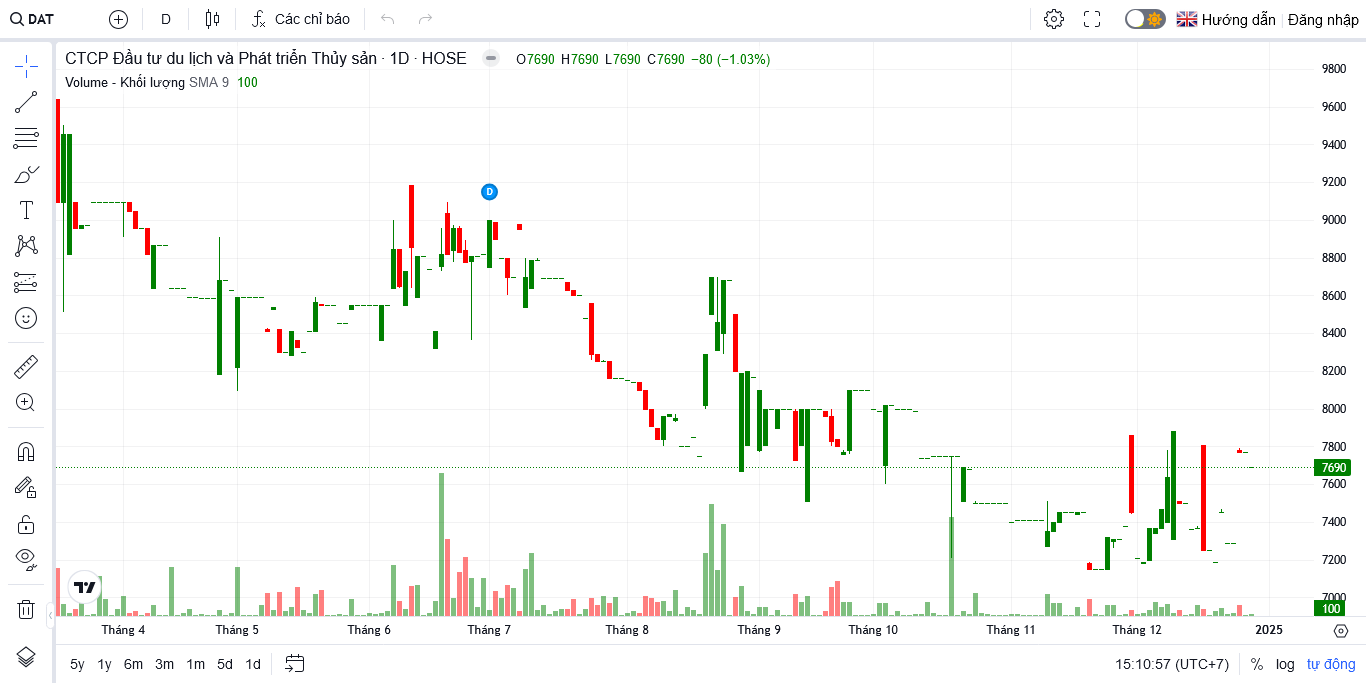 DAT D Các chỉ báo Hướng dẫn Đăng nhập
CTCP Đầu tư du lịch và Phát triển Thủy sản · 1D · HOSE O7690 H7690 L7690 C7690 −80 (−1.03%)
Volume - Khối lượng SMA 9 100
9800
9600
9400
9200
D
9000
8800
8600
8400
8200
8000
7800
7690
7600
7400
7200
7000
100
Tháng 4 Tháng 5 Tháng 6 Tháng 7 Tháng 8 Tháng 9 Tháng 10 Tháng 11 Tháng 12 2025
5y 1y 6m 3m 1m 5d 1d 15:10:57 (UTC+7) % log tự động